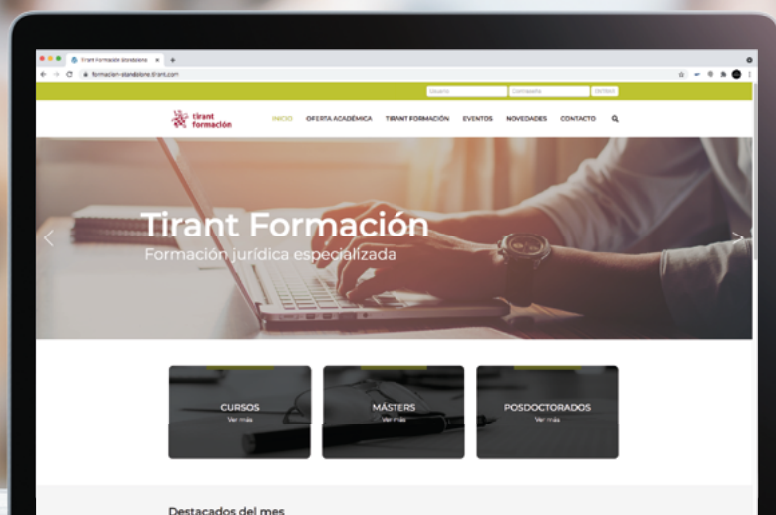 Tirant Formación Standalone
formacion-standalone.tirant.com
Usuario
Contraseña
tirant
formación
INICIO OFERTA ACADÉMICA TIRANT FORMACIÓN EVENTOS NOVEDADES CONTACTO
Tirant Formación
Formación jurídica especializada
CURSOS MÁSTERS POSDOCTORADOS
Ver más Ver más Ver más
Destacados del mes